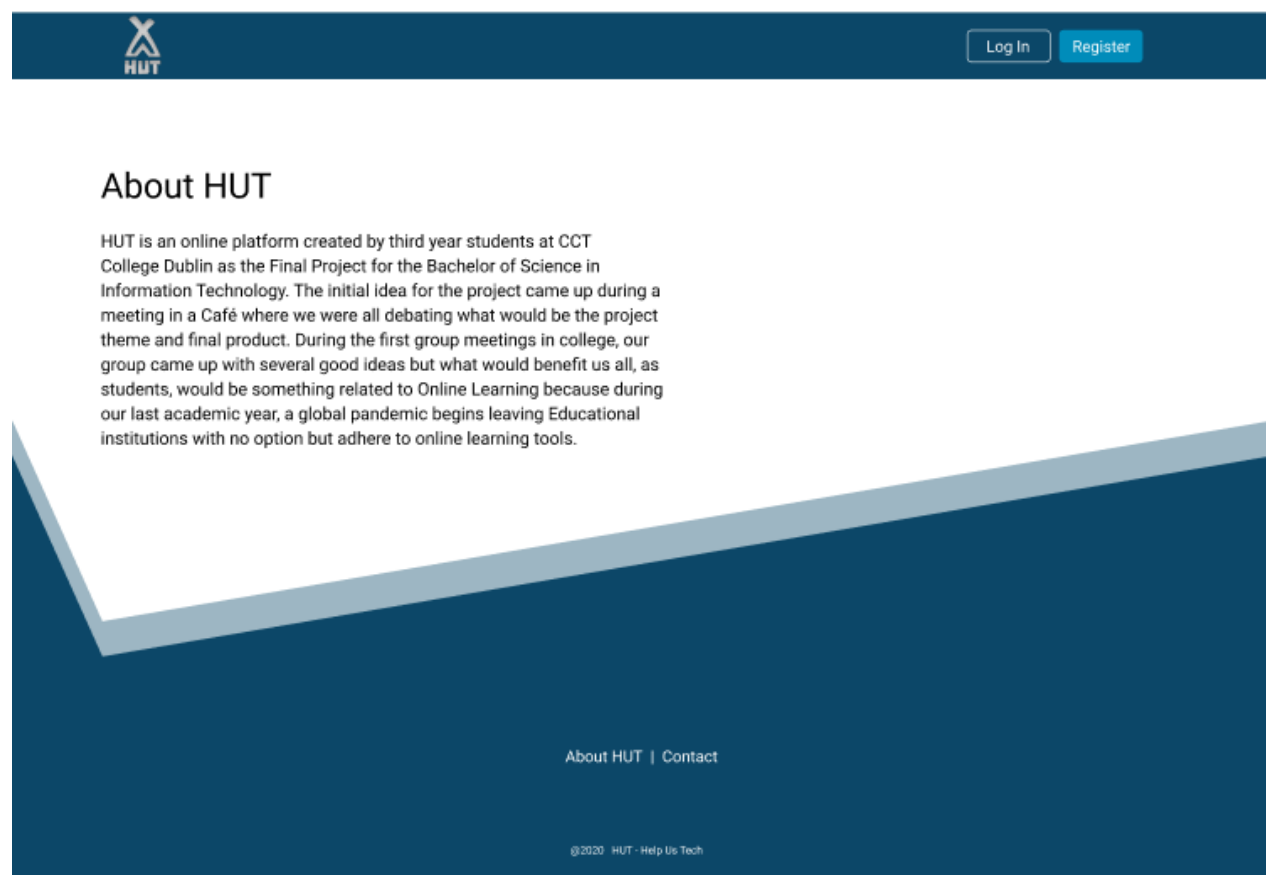 HUT
Log In
Register
About HUT
HUT is an online platform created by third year students at CCT
College Dublin as the Final Project for the Bachelor of Science in
Information Technology. The initial idea for the project came up during a
meeting in a Café where we were all debating what would be the project
theme and final product. During the first group meetings in college, our
group came up with several good ideas but what would benefit us all, as
students, would be something related to Online Learning because during
our last academic year, a global pandemic begins leaving Educational
institutions with no option but adhere to online learning tools.
About HUT | Contact
@2020 HUT - Help Us Tech